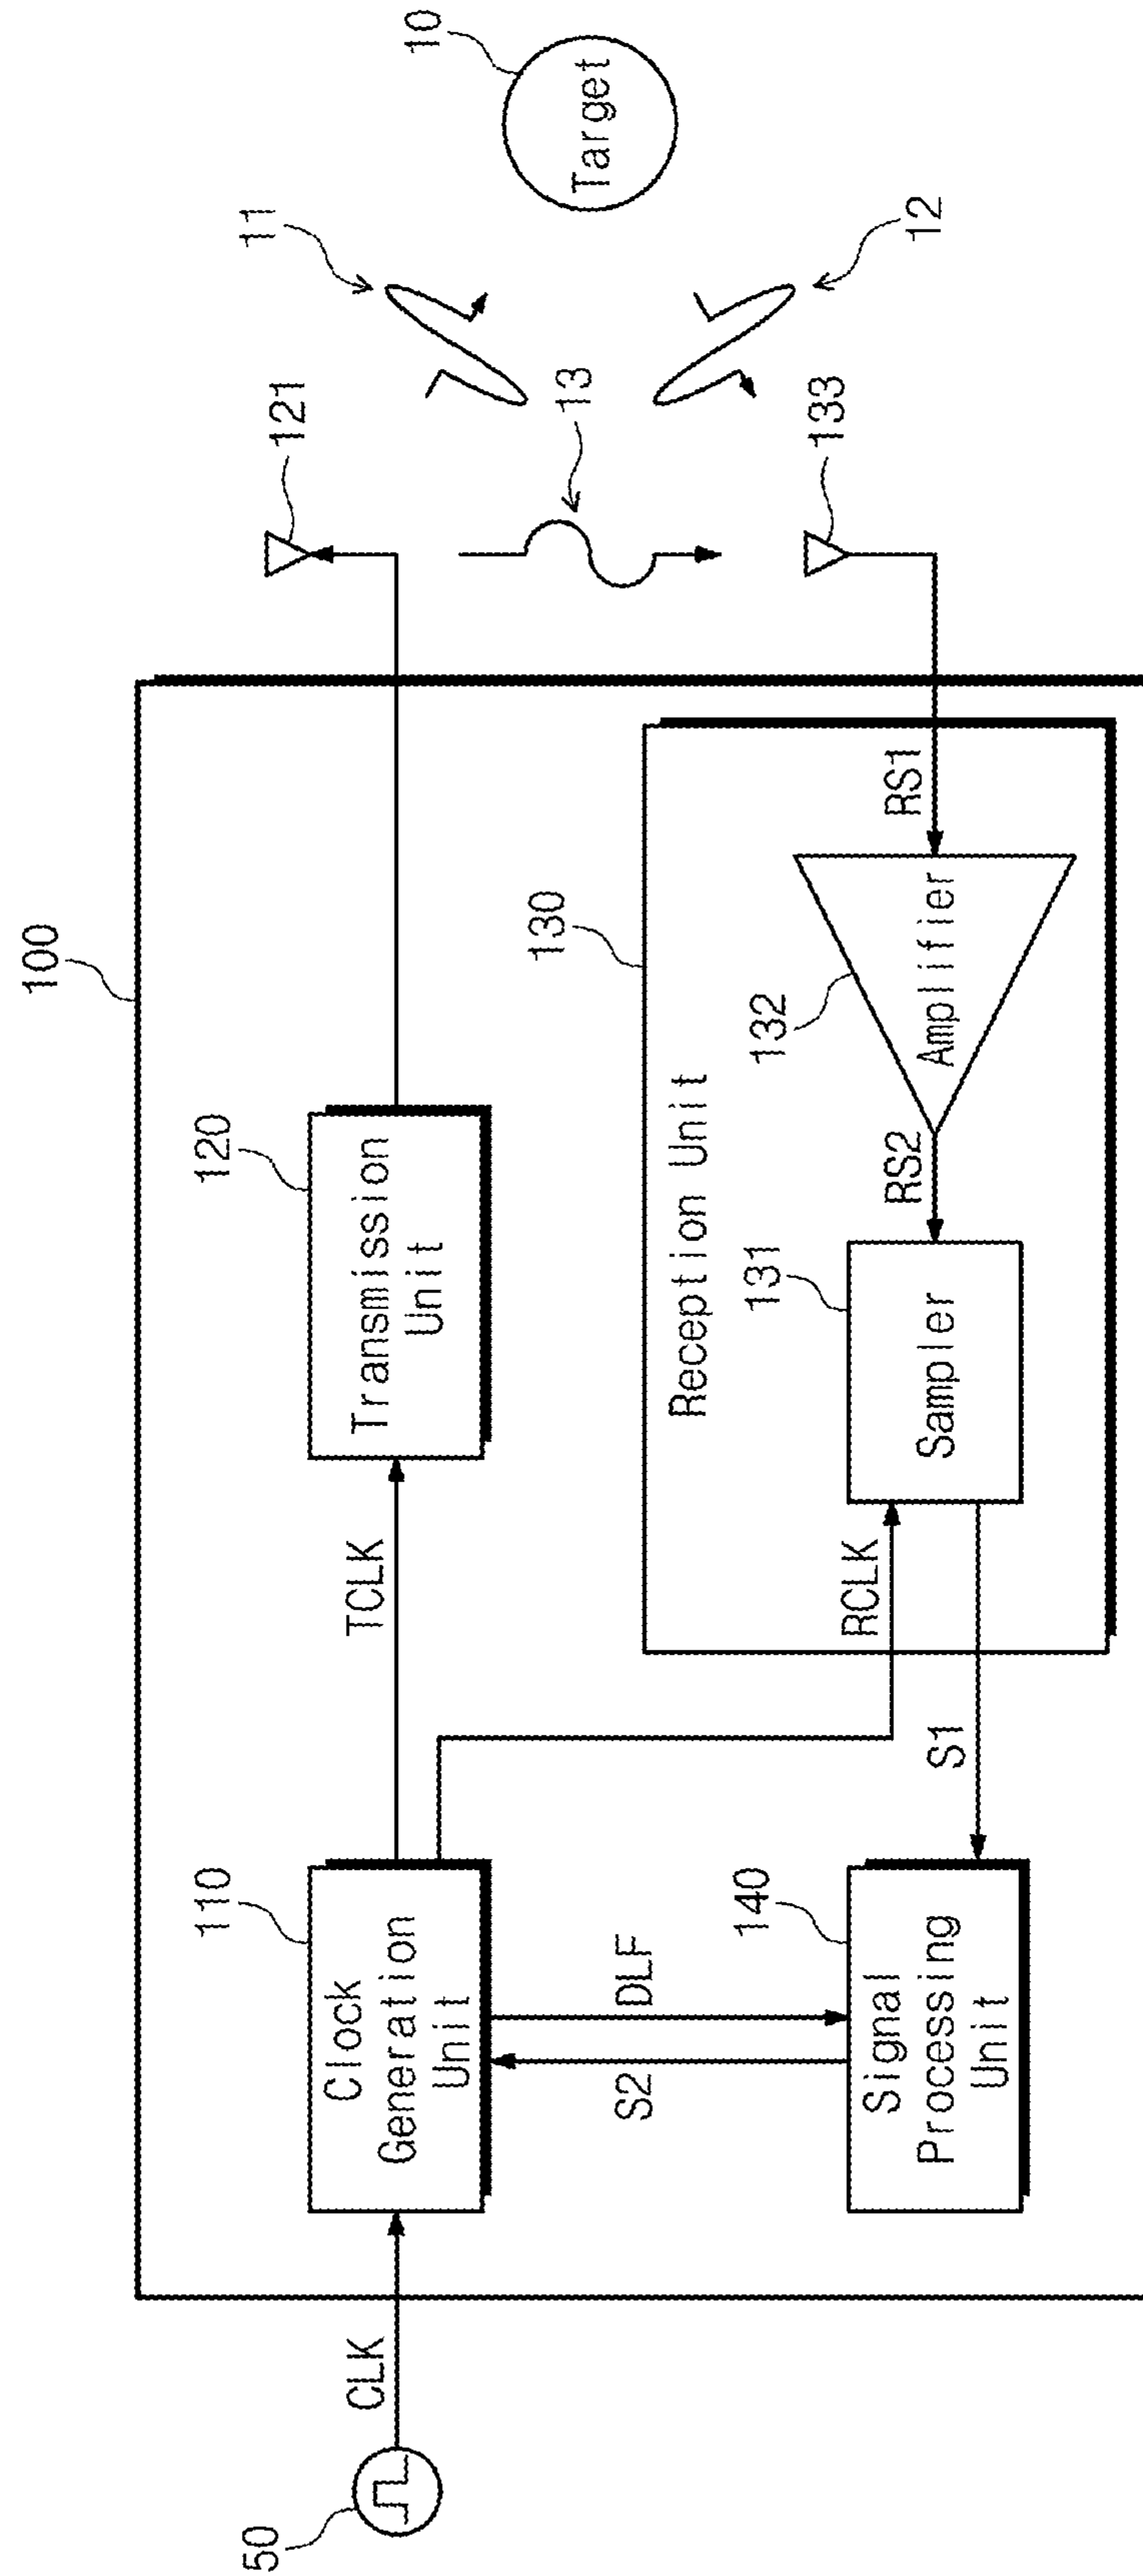 100
50
CLK
110
Clock
Generation
Unit
TCLK
120
Transmission
Unit
121
11
10
Target
13
12
133
S2
DLF
RCLK
S1
140
Signal
Processing
Unit
130
Reception Unit
131
Sampler
RS2
132
Amplifier
RS1